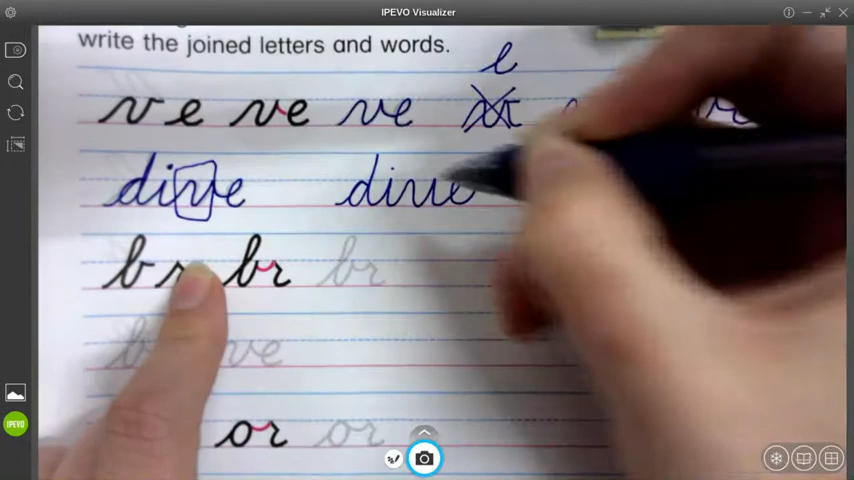 IPEVO Visualizer
write the joined letters and words.
e
ve ve ve
dive dive
br br br
ve
or or
IPEVO